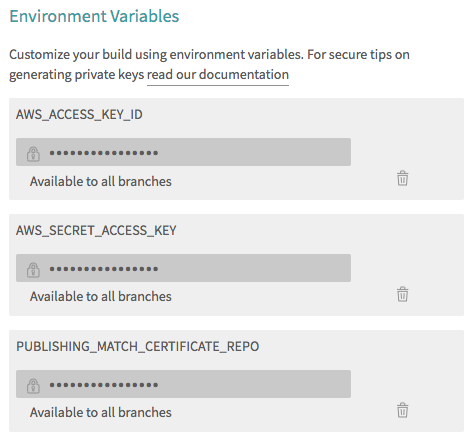 Environment Variables
Customize your build using environment variables. For secure tips on
generating private keys read our documentation
AWS_ACCESS_KEY_ID
••••••••••••••••
Available to all branches
AWS_SECRET_ACCESS_KEY
••••••••••••••••
Available to all branches
PUBLISHING_MATCH_CERTIFICATE_REPO
••••••••••••••••
Available to all branches